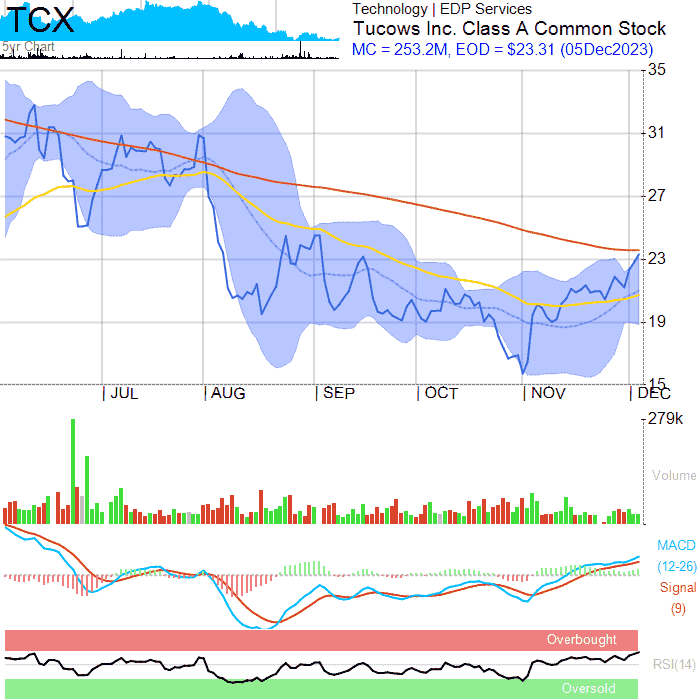 TCX
Technology | EDP Services
Tucows Inc. Class A Common Stock
MC = 253.2M, EOD = $23.31 (05Dec2023)
5yr Chart
35
31
27
23
19
15
| JUL
| AUG
| SEP
| OCT
| NOV
| DEC
279k
Volume
MACD
(12-26)
Signal
(9)
Overbought
RSI(14)
Oversold